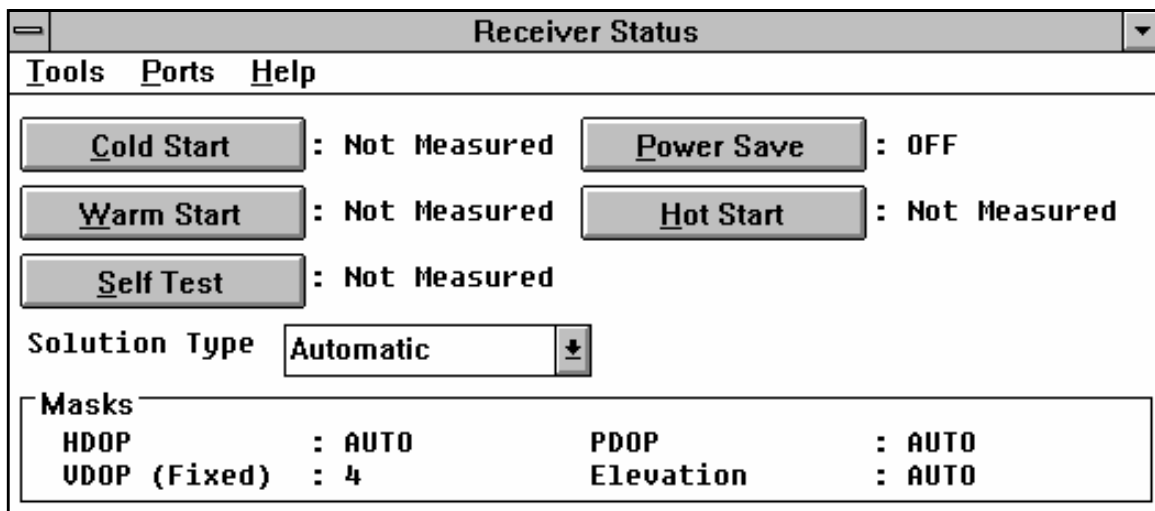 Receiver Status
Tools Ports Help
Cold Start : Not Measured Power Save : OFF
Warm Start : Not Measured Hot Start : Not Measured
Self Test : Not Measured
Solution Type Automatic
Masks
HDOP : AUTO PDOP : AUTO
VDOP (Fixed) : 4 Elevation : AUTO